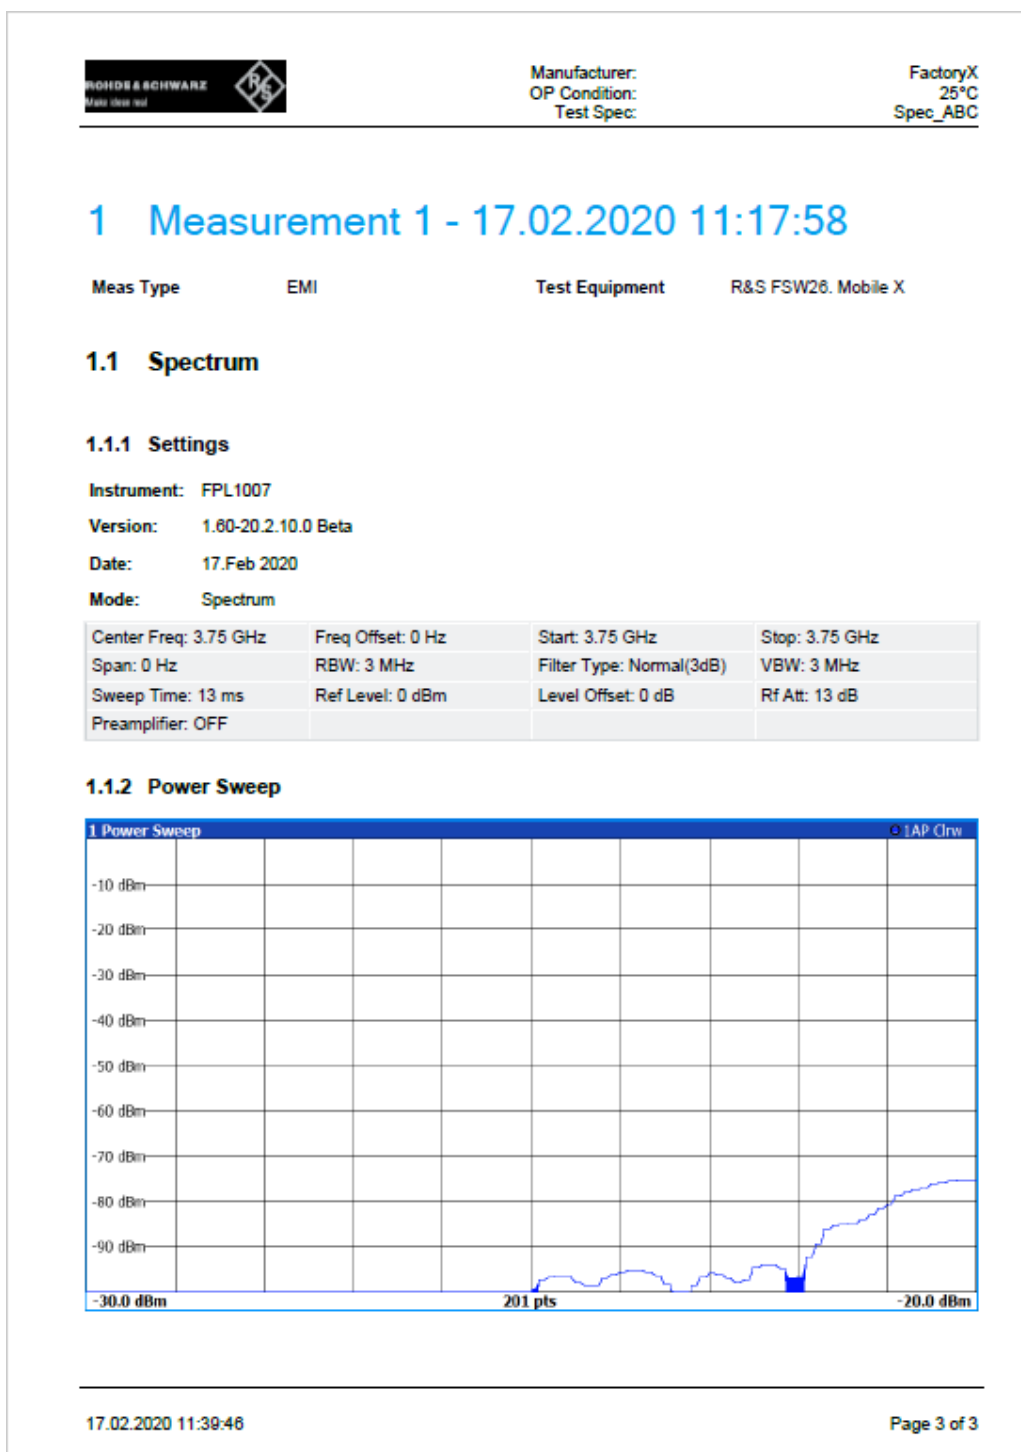 ROHDE & SCHWARZ
Make ideas real
R&S
Manufacturer: FactoryX
OP Condition: 25°C
Test Spec: Spec_ABC
1 Measurement 1 - 17.02.2020 11:17:58
Meas Type EMI Test Equipment R&S FSW26. Mobile X
1.1 Spectrum
1.1.1 Settings
Instrument: FPL1007
Version: 1.60-20.2.10.0 Beta
Date: 17.Feb 2020
Mode: Spectrum
Center Freq: 3.75 GHz Freq Offset: 0 Hz Start: 3.75 GHz Stop: 3.75 GHz
Span: 0 Hz RBW: 3 MHz Filter Type: Normal(3dB) VBW: 3 MHz
Sweep Time: 13 ms Ref Level: 0 dBm Level Offset: 0 dB Rf Att: 13 dB
Preamplifier: OFF
1.1.2 Power Sweep
1 Power Sweep 1AP Clrw
-10 dBm
-20 dBm
-30 dBm
-40 dBm
-50 dBm
-60 dBm
-70 dBm
-80 dBm
-90 dBm
-30.0 dBm 201 pts -20.0 dBm
17.02.2020 11:39:46 Page 3 of 3